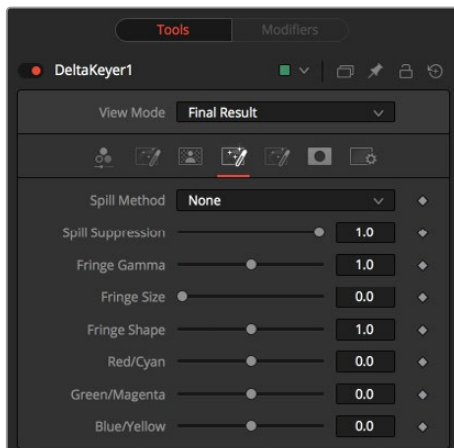 Tools Modifiers
DeltaKeyer1
View Mode Final Result
Spill Method None
Spill Suppression 1.0
Fringe Gamma 1.0
Fringe Size 0.0
Fringe Shape 1.0
Red/Cyan 0.0
Green/Magenta 0.0
Blue/Yellow 0.0